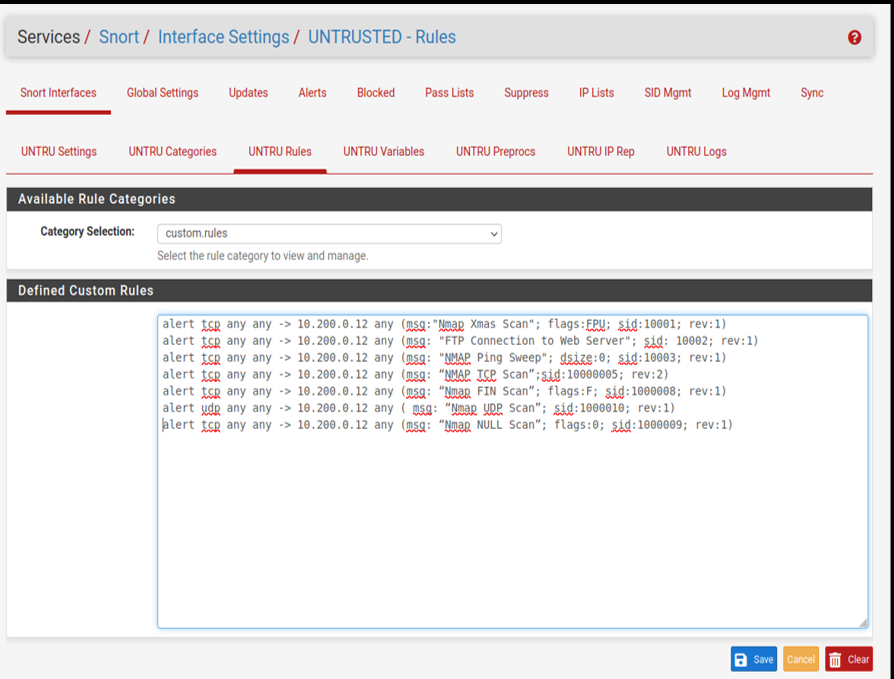 Services / Snort / Interface Settings / UNTRUSTED - Rules
Snort Interfaces Global Settings Updates Alerts Blocked Pass Lists Suppress IP Lists SID Mgmt Log Mgmt Sync
UNTRU Settings UNTRU Categories UNTRU Rules UNTRU Variables UNTRU Preprocs UNTRU IP Rep UNTRU Logs
Available Rule Categories
Category Selection: custom.rules
Select the rule category to view and manage.
Defined Custom Rules
alert tcp any any -> 10.200.0.12 any (msg:"Nmap Xmas Scan"; flags:FPU; sid:10001; rev:1)
alert tcp any any -> 10.200.0.12 any (msg: "FTP Connection to Web Server"; sid: 10002; rev:1)
alert tcp any any -> 10.200.0.12 any (msg: "NMAP Ping Sweep"; dsize:0; sid:10003; rev:1)
alert tcp any any -> 10.200.0.12 any (msg: “NMAP TCP Scan”;sid:10000005; rev:2)
alert tcp any any -> 10.200.0.12 any (msg: “Nmap FIN Scan”; flags:F; sid:1000008; rev:1)
alert udp any any -> 10.200.0.12 any ( msg: “Nmap UDP Scan”; sid:1000010; rev:1)
alert tcp any any -> 10.200.0.12 any (msg: “Nmap NULL Scan”; flags:0; sid:1000009; rev:1)
Save Cancel Clear